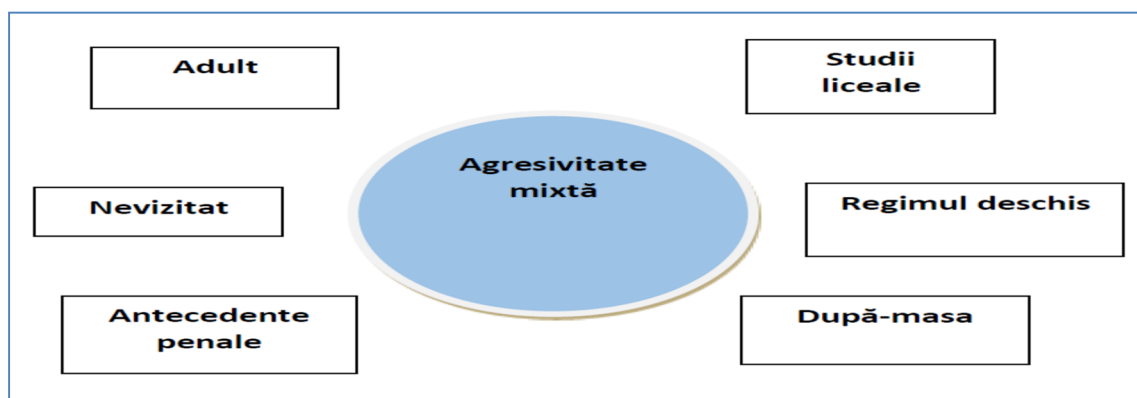 Adult
Studii
liceale
Agresivitate
mixtă
Nevizitat
Regimul deschis
Antecedente
penale
După-masa